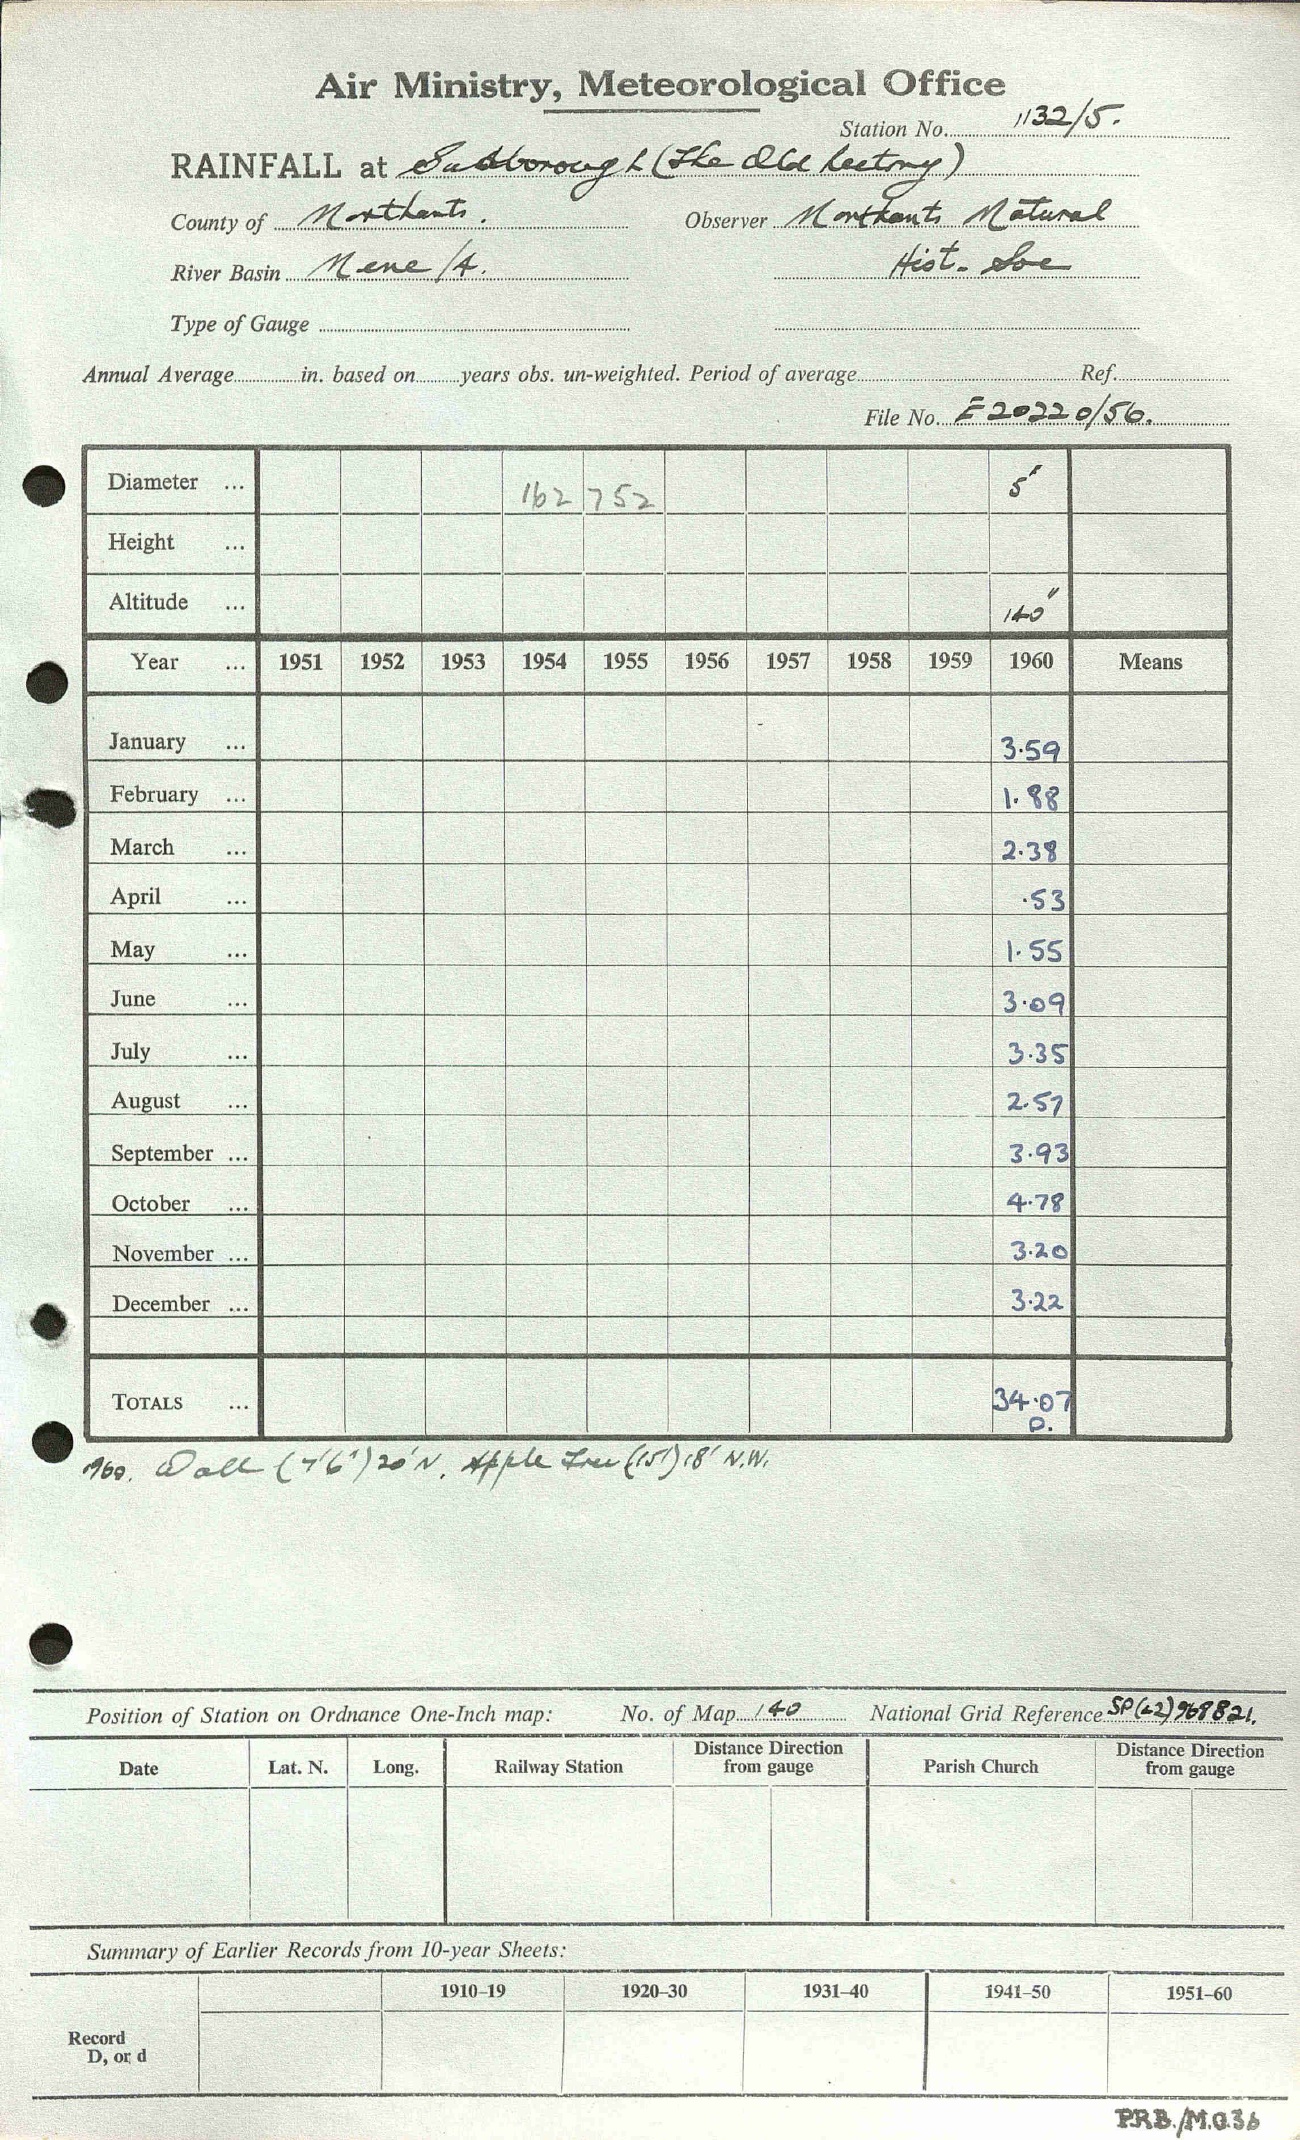 Air Ministry, Meteorological Office
Station No. 1132/5.
RAINFALL at Sudborough (The Old Rectory)
County of Northants. Observer Northants Natural
River Basin Nene /4. Hist. Soc
Type of Gauge
Annual Average in. based on years obs. un-weighted. Period of average Ref.
File No. E20220/56.
Diameter ... 162 752 5"
Height ...
Altitude ... 140'
Year ... 1951 1952 1953 1954 1955 1956 1957 1958 1959 1960 Means
January ... 3.59
February ... 1.88
March ... 2.38
April ... .53
May ... 1.55
June ... 3.09
July ... 3.35
August ... 2.57
September ... 3.93
October ... 4.78
November ... 3.20
December ... 3.22
TOTALS ... 34.07
D.
1960. Wall (7'6") 20' N. Apple Tree (15') 18' N.W.
Position of Station on Ordnance One-Inch map: No. of Map 140 National Grid Reference SP(42)968821.
Date Lat. N. Long. Railway Station Distance Direction from gauge Parish Church Distance Direction from gauge
Summary of Earlier Records from 10-year Sheets:
1910–19 1920–30 1931–40 1941–50 1951–60
Record
D, or d
PRB./M.O.3b